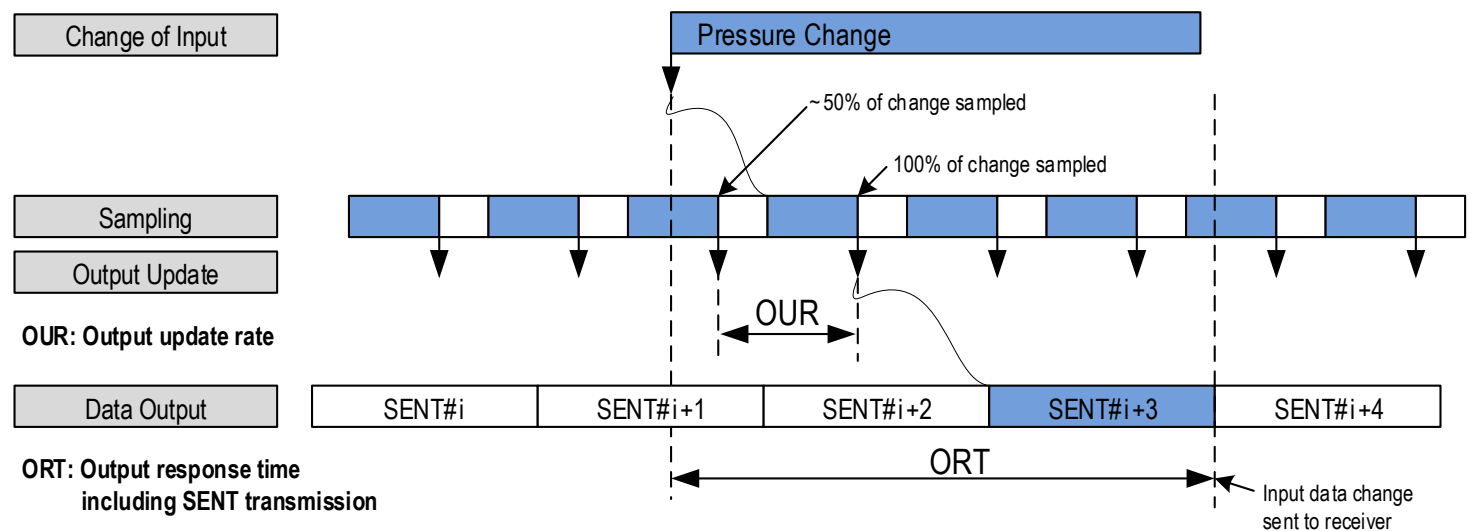 Change of Input
Pressure Change
~ 50% of change sampled
100% of change sampled
Sampling
Output Update
OUR
OUR: Output update rate
Data Output
SENT#i
SENT#i+1
SENT#i+2
SENT#i+3
SENT#i+4
ORT
ORT: Output response time
including SENT transmission
Input data change
sent to receiver